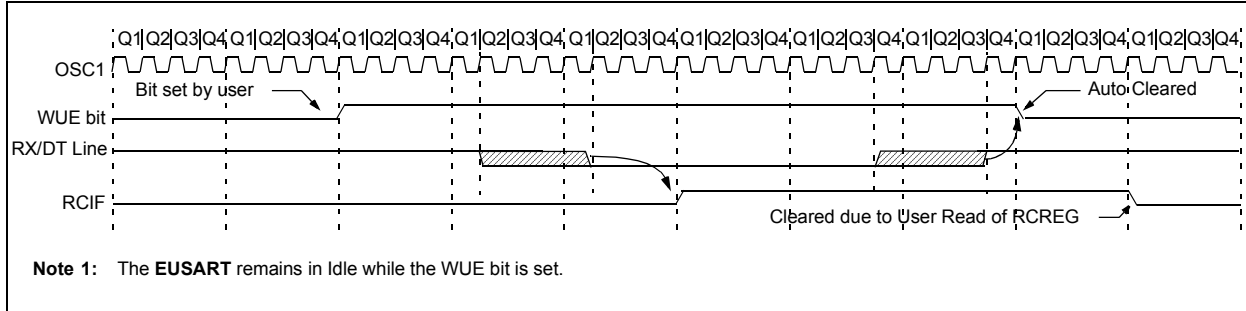 Q1 Q2 Q3 Q4 Q1 Q2 Q3 Q4 Q1 Q2 Q3 Q4 Q1 Q2 Q3 Q4 Q1 Q2 Q3 Q4 Q1 Q2 Q3 Q4 Q1 Q2 Q3 Q4 Q1 Q2 Q3 Q4 Q1 Q2 Q3 Q4 Q1 Q2 Q3 Q4
OSC1
Bit set by user
Auto Cleared
WUE bit
RX/DT Line
RCIF
Cleared due to User Read of RCREG
Note 1: The EUSART remains in Idle while the WUE bit is set.